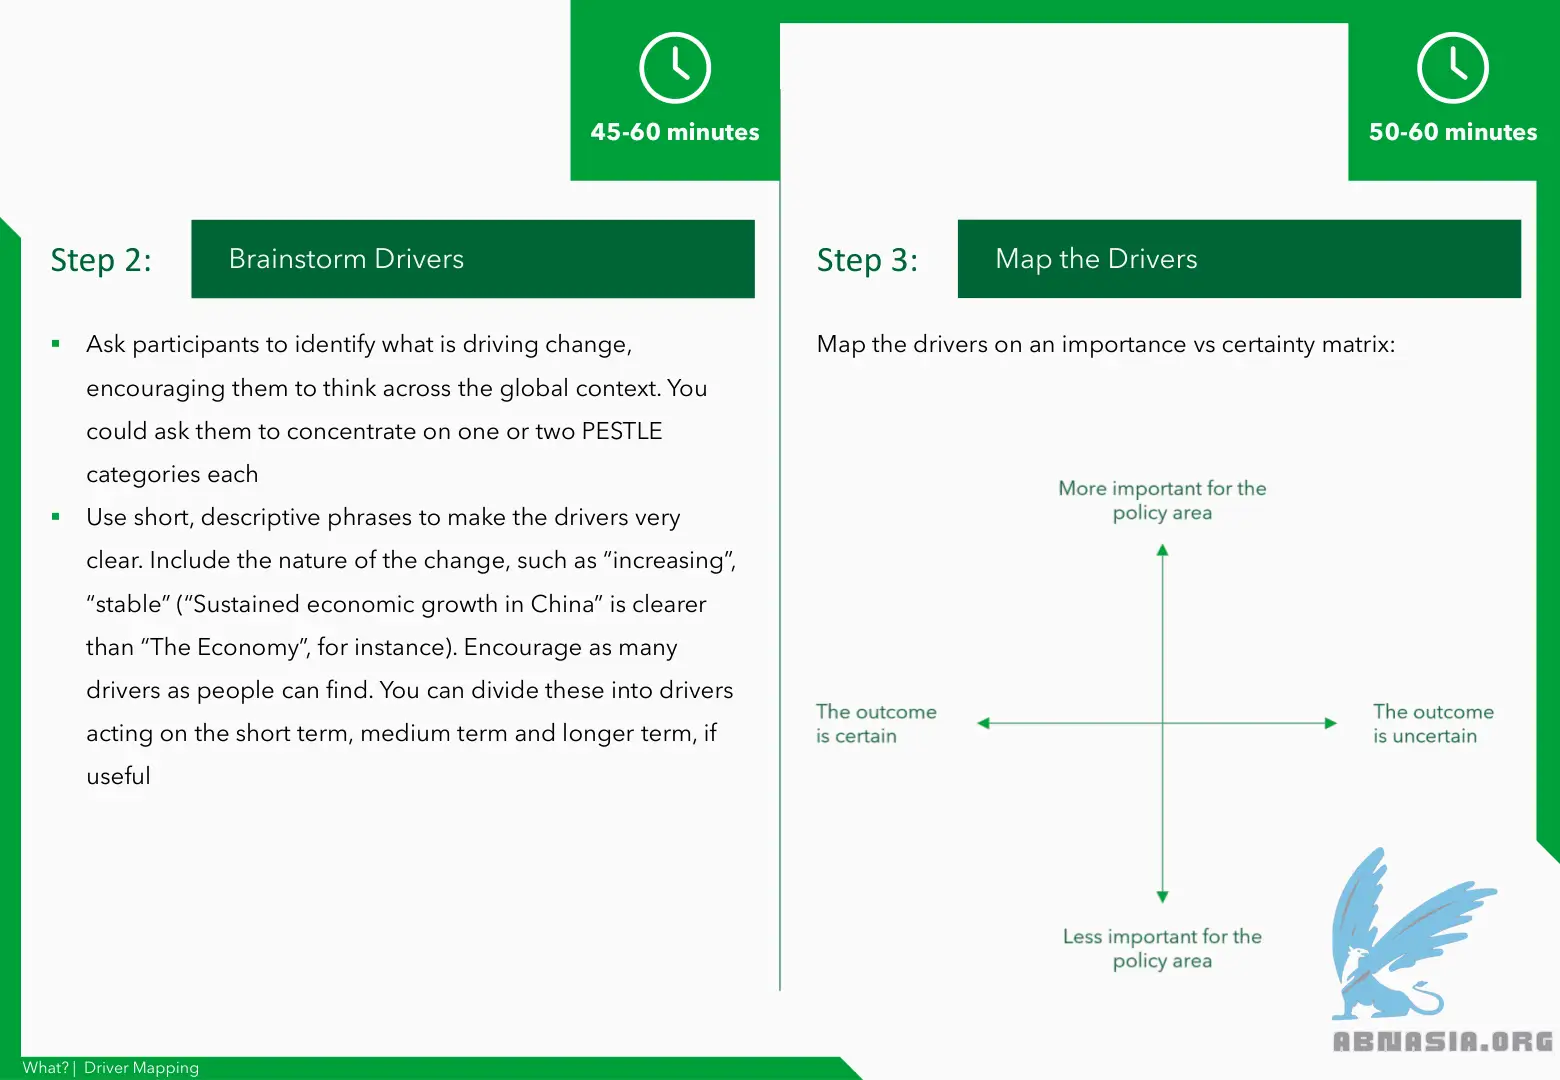 45-60 minutes
Step 2:
Brainstorm Drivers
▪ Ask participants to identify what is driving change,
encouraging them to think across the global context. You
could ask them to concentrate on one or two PESTLE
categories each
▪ Use short, descriptive phrases to make the drivers very
clear. Include the nature of the change, such as “increasing”,
“stable” (“Sustained economic growth in China” is clearer
than “The Economy”, for instance). Encourage as many
drivers as people can find. You can divide these into drivers
acting on the short term, medium term and longer term, if
useful
50-60 minutes
Step 3:
Map the Drivers
Map the drivers on an importance vs certainty matrix:
More important for the
policy area
The outcome
is certain
The outcome
is uncertain
Less important for the
policy area
ABNASIA.ORG
What? | Driver Mapping